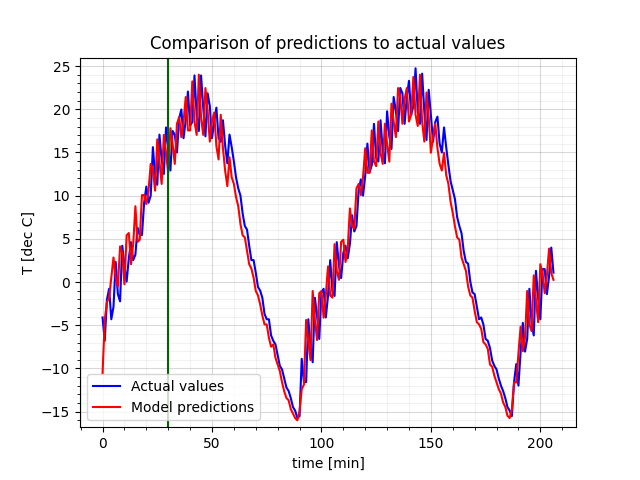 Comparison of predictions to actual values
T [dec C]
25
20
15
10
5
0
−5
−10
−15
Actual values
Model predictions
0 50 100 150 200
time [min]